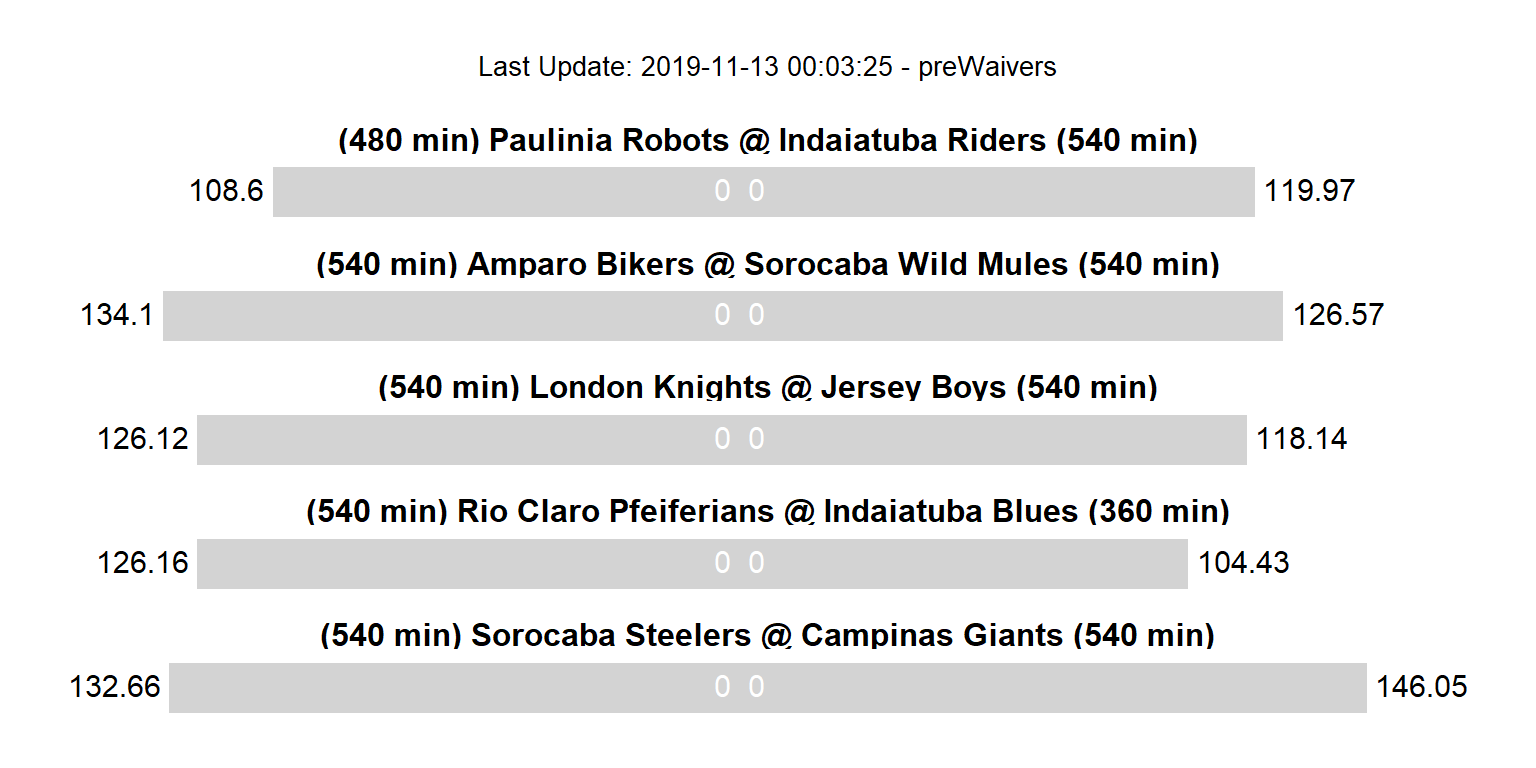 Last Update: 2019-11-13 00:03:25 - preWaivers
(480 min) Paulinia Robots @ Indaiatuba Riders (540 min)
108.6 0 0 119.97
(540 min) Amparo Bikers @ Sorocaba Wild Mules (540 min)
134.1 0 0 126.57
(540 min) London Knights @ Jersey Boys (540 min)
126.12 0 0 118.14
(540 min) Rio Claro Pfeiferians @ Indaiatuba Blues (360 min)
126.16 0 0 104.43
(540 min) Sorocaba Steelers @ Campinas Giants (540 min)
132.66 0 0 146.05